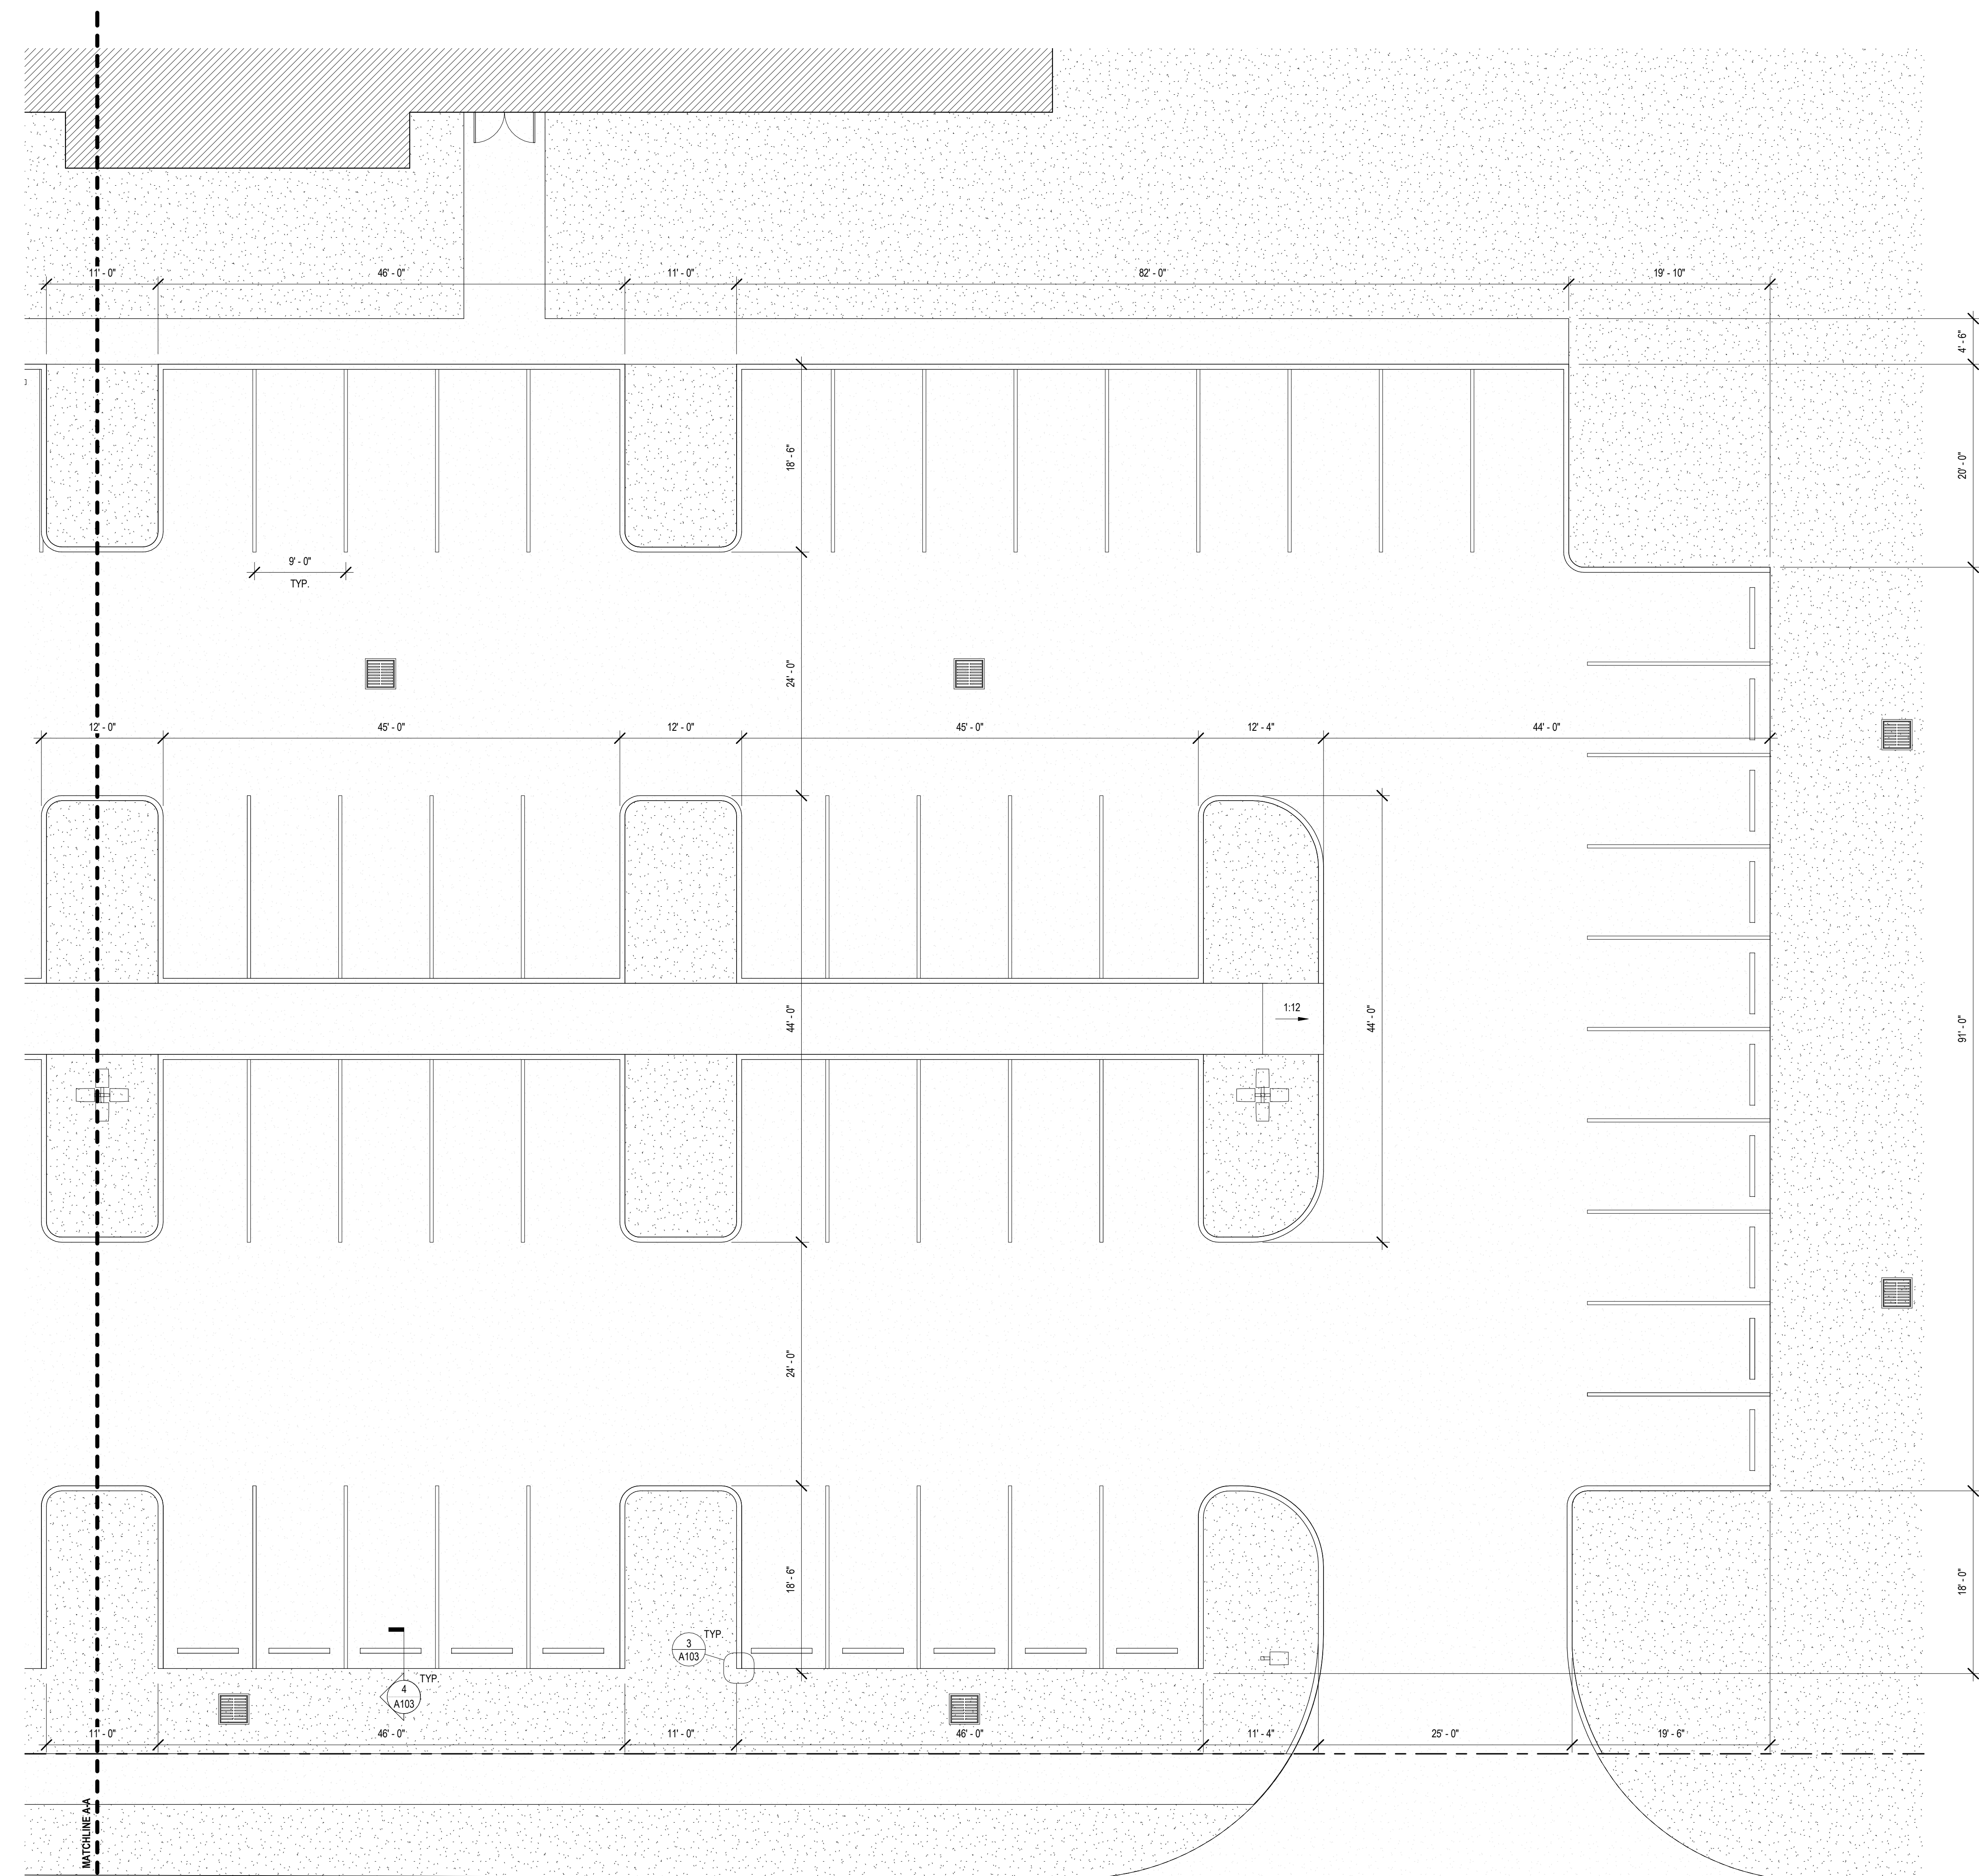 11' - 0"
46' - 0"
11' - 0"
82' - 0"
19' - 10"
4' - 6"
18' - 6"
20' - 0"
9' - 0"
TYP.
24' - 0"
12' - 0"
45' - 0"
12' - 0"
45' - 0"
12' - 4"
44' - 0"
44' - 0"
44' - 0"
1:12
91' - 0"
24' - 0"
18' - 6"
18' - 0"
TYP.
3
A103
TYP.
4
A103
11' - 0"
46' - 0"
11' - 0"
46' - 0"
11' - 4"
25' - 0"
19' - 6"
MATCHLINE A-A